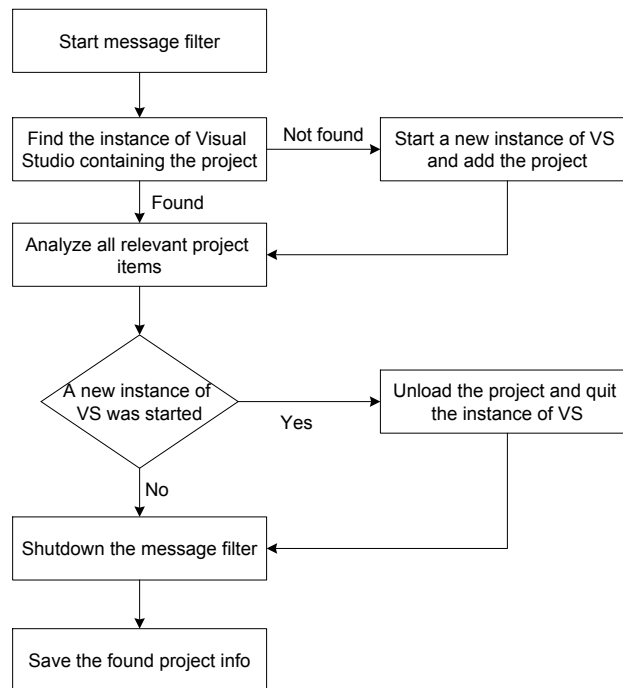 Start message filter
Find the instance of Visual
Studio containing the project
Not found
Start a new instance of VS
and add the project
Found
Analyze all relevant project
items
A new instance of
VS was started
Yes
Unload the project and quit
the instance of VS
No
Shutdown the message filter
Save the found project info